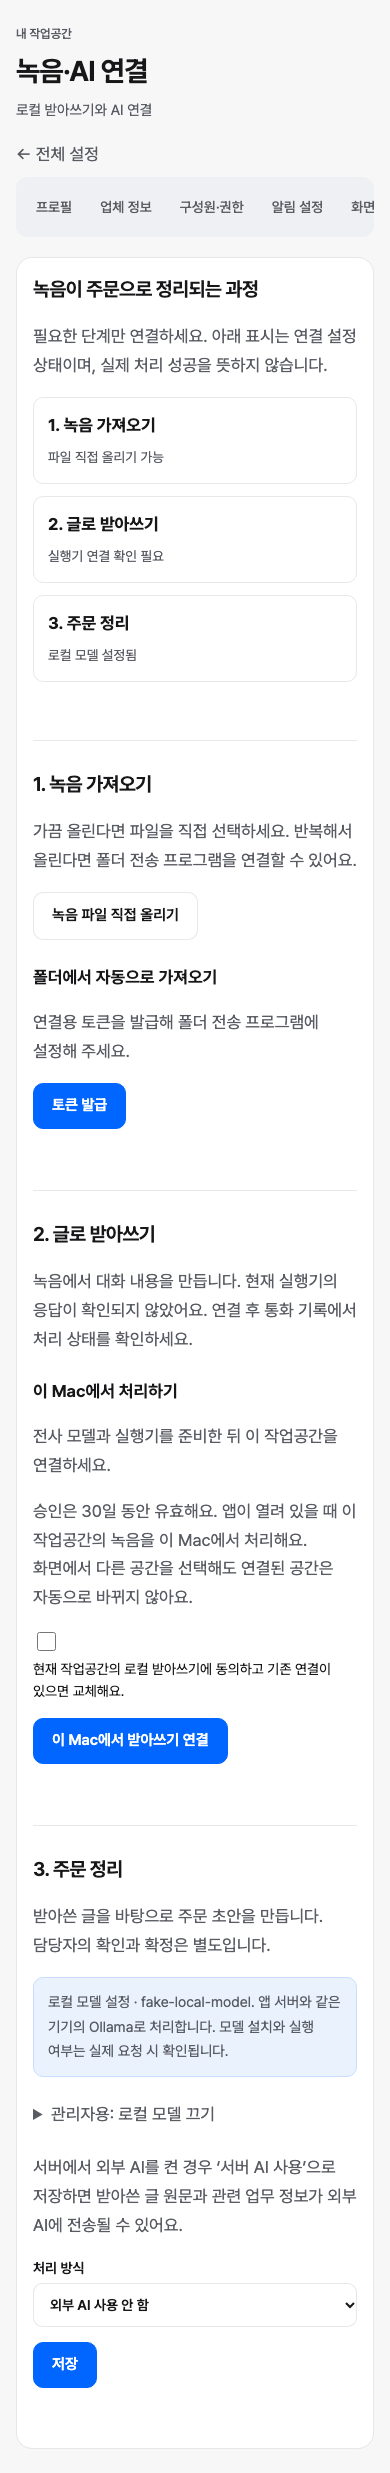 내 작업공간
녹음·AI 연결
로컬 받아쓰기와 AI 연결
← 전체 설정
프로필 업체 정보 구성원·권한 알림 설정 화면
녹음이 주문으로 정리되는 과정
필요한 단계만 연결하세요. 아래 표시는 연결 설정
상태이며, 실제 처리 성공을 뜻하지 않습니다.
1. 녹음 가져오기
파일 직접 올리기 가능
2. 글로 받아쓰기
실행기 연결 확인 필요
3. 주문 정리
로컬 모델 설정됨
1. 녹음 가져오기
가끔 올린다면 파일을 직접 선택하세요. 반복해서
올린다면 폴더 전송 프로그램을 연결할 수 있어요.
녹음 파일 직접 올리기
폴더에서 자동으로 가져오기
연결용 토큰을 발급해 폴더 전송 프로그램에
설정해 주세요.
토큰 발급
2. 글로 받아쓰기
녹음에서 대화 내용을 만듭니다. 현재 실행기의
응답이 확인되지 않았어요. 연결 후 통화 기록에서
처리 상태를 확인하세요.
이 Mac에서 처리하기
전사 모델과 실행기를 준비한 뒤 이 작업공간을
연결하세요.
승인은 30일 동안 유효해요. 앱이 열려 있을 때 이
작업공간의 녹음을 이 Mac에서 처리해요.
화면에서 다른 공간을 선택해도 연결된 공간은
자동으로 바뀌지 않아요.
현재 작업공간의 로컬 받아쓰기에 동의하고 기존 연결이
있으면 교체해요.
이 Mac에서 받아쓰기 연결
3. 주문 정리
받아쓴 글을 바탕으로 주문 초안을 만듭니다.
담당자의 확인과 확정은 별도입니다.
로컬 모델 설정 · fake-local-model. 앱 서버와 같은
기기의 Ollama로 처리합니다. 모델 설치와 실행
여부는 실제 요청 시 확인됩니다.
▶ 관리자용: 로컬 모델 끄기
서버에서 외부 AI를 켠 경우 ‘서버 AI 사용’으로
저장하면 받아쓴 글 원문과 관련 업무 정보가 외부
AI에 전송될 수 있어요.
처리 방식
외부 AI 사용 안 함
저장